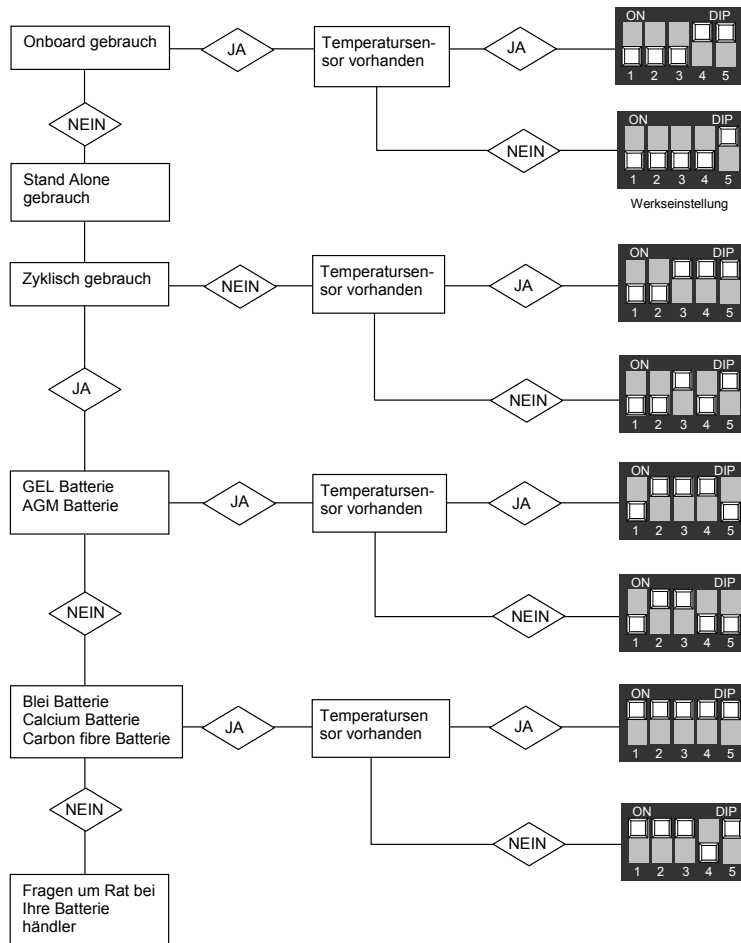 Onboard gebrauch
JA
Temperatursen-
sor vorhanden
JA
ON DIP
1 2 3 4 5
NEIN
NEIN
ON DIP
1 2 3 4 5
Werkseinstellung
Stand Alone
gebrauch
Zyklisch gebrauch
NEIN
Temperatursen-
sor vorhanden
JA
ON DIP
1 2 3 4 5
JA
NEIN
ON DIP
1 2 3 4 5
GEL Batterie
AGM Batterie
JA
Temperatursen-
sor vorhanden
JA
ON DIP
1 2 3 4 5
NEIN
NEIN
ON DIP
1 2 3 4 5
Blei Batterie
Calcium Batterie
Carbon fibre Batterie
JA
Temperatursen
sor vorhanden
JA
ON DIP
1 2 3 4 5
NEIN
NEIN
ON DIP
1 2 3 4 5
Fragen um Rat bei
Ihre Batterie
händler